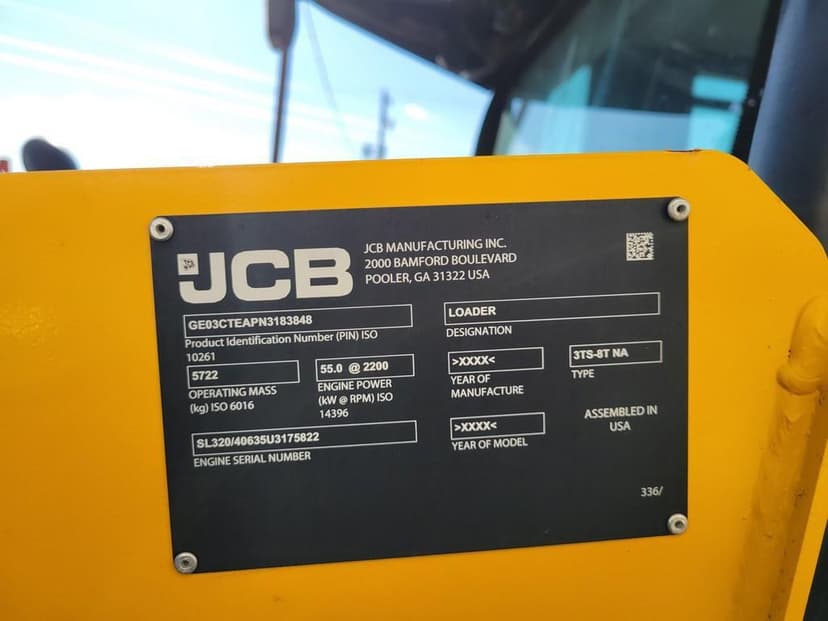 JCB
JCB MANUFACTURING INC.
2000 BAMFORD BOULEVARD
POOLER, GA 31322 USA
GE03CTEAPN3183848
Product Identification Number (PIN) ISO
10261
LOADER
DESIGNATION
5722
OPERATING MASS
(kg) ISO 6016
55.0 @ 2200
ENGINE POWER
(kW @ RPM) ISO
14396
>XXXX<
YEAR OF
MANUFACTURE
3TS-8T NA
TYPE
SL320/40635U3175822
ENGINE SERIAL NUMBER
>XXXX<
YEAR OF MODEL
ASSEMBLED IN
USA
336/